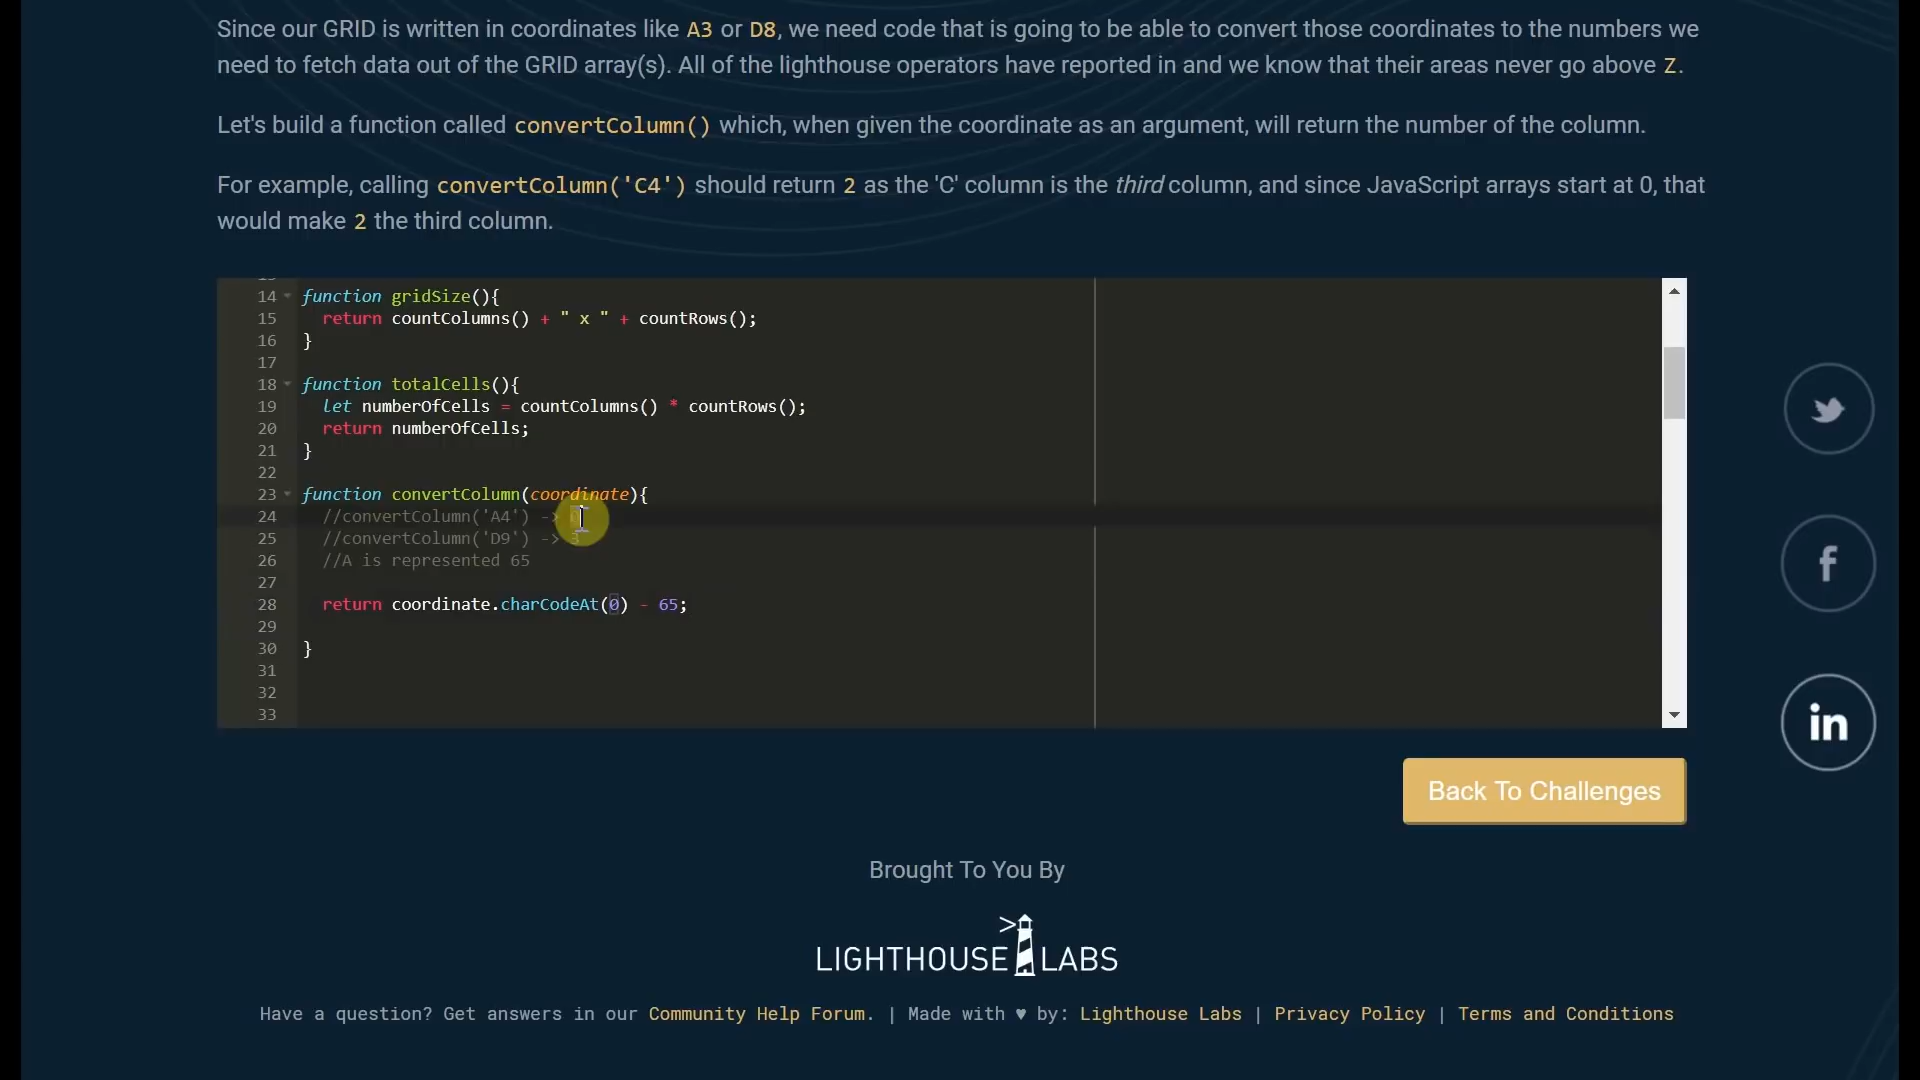 Since our GRID is written in coordinates like A3 or D8, we need code that is going to be able to convert those coordinates to the numbers we
need to fetch data out of the GRID array(s). All of the lighthouse operators have reported in and we know that their areas never go above Z.
Let's build a function called convertColumn() which, when given the coordinate as an argument, will return the number of the column.
For example, calling convertColumn('C4') should return 2 as the 'C' column is the third column, and since JavaScript arrays start at 0, that
would make 2 the third column.
14 function gridSize(){
15 return countColumns() + " x " + countRows();
16 }
17
18 function totalCells(){
19 let numberOfCells = countColumns() * countRows();
20 return numberOfCells;
21 }
22
23 function convertColumn(coordinate){
24 //convertColumn('A4') ->
25 //convertColumn('D9') -> 3
26 //A is represented 65
27
28 return coordinate.charCodeAt(0) - 65;
29
30 }
31
32
33
Back To Challenges
Brought To You By
LIGHTHOUSE LABS
Have a question? Get answers in our Community Help Forum. | Made with ♥ by: Lighthouse Labs | Privacy Policy | Terms and Conditions